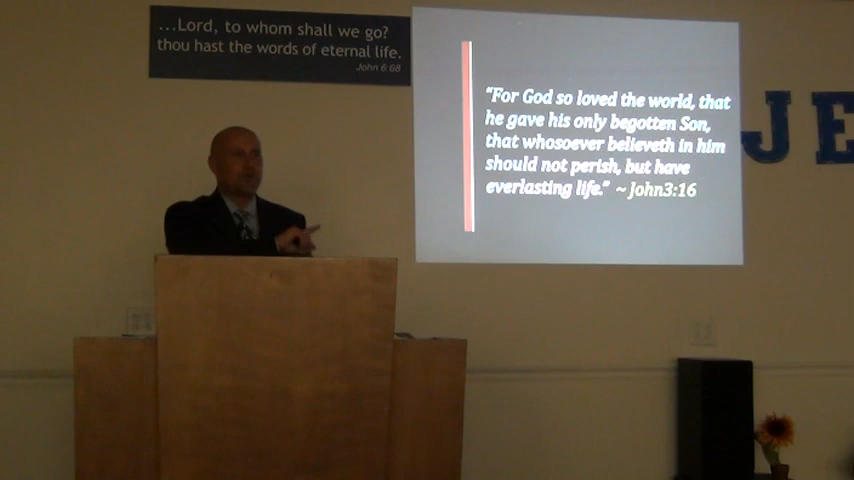 ...Lord, to whom shall we go?
thou hast the words of eternal life.
John 6:68
“For God so loved the world, that
he gave his only begotten Son,
that whosoever believeth in him
should not perish, but have
everlasting life.” ~ John3:16
JE